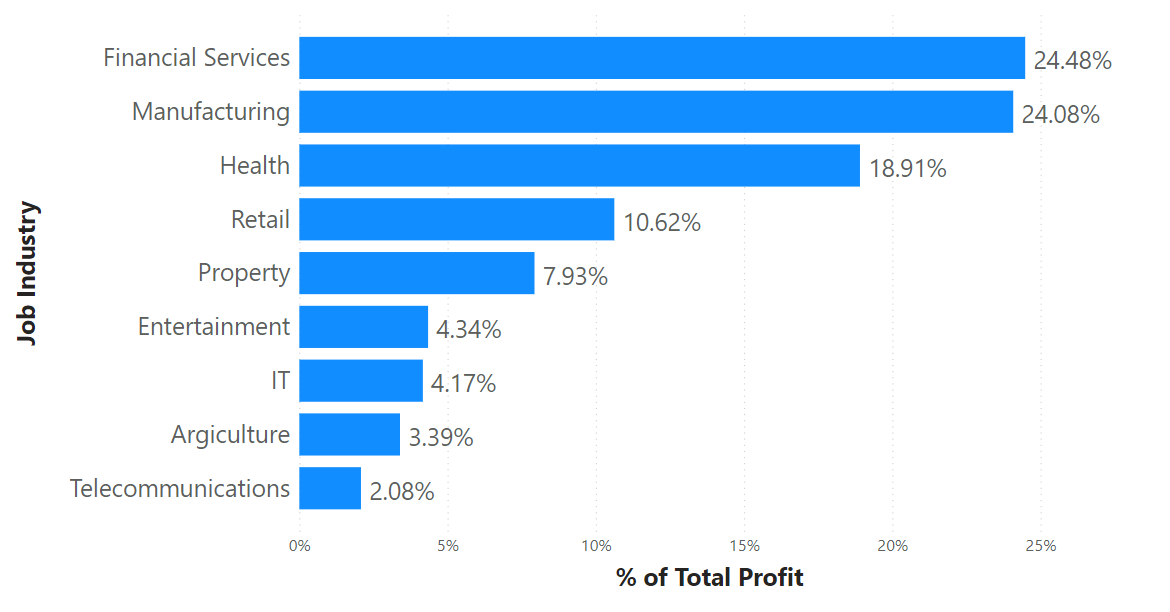 Job Industry
Financial Services 24.48%
Manufacturing 24.08%
Health 18.91%
Retail 10.62%
Property 7.93%
Entertainment 4.34%
IT 4.17%
Argiculture 3.39%
Telecommunications 2.08%
0% 5% 10% 15% 20% 25%
% of Total Profit